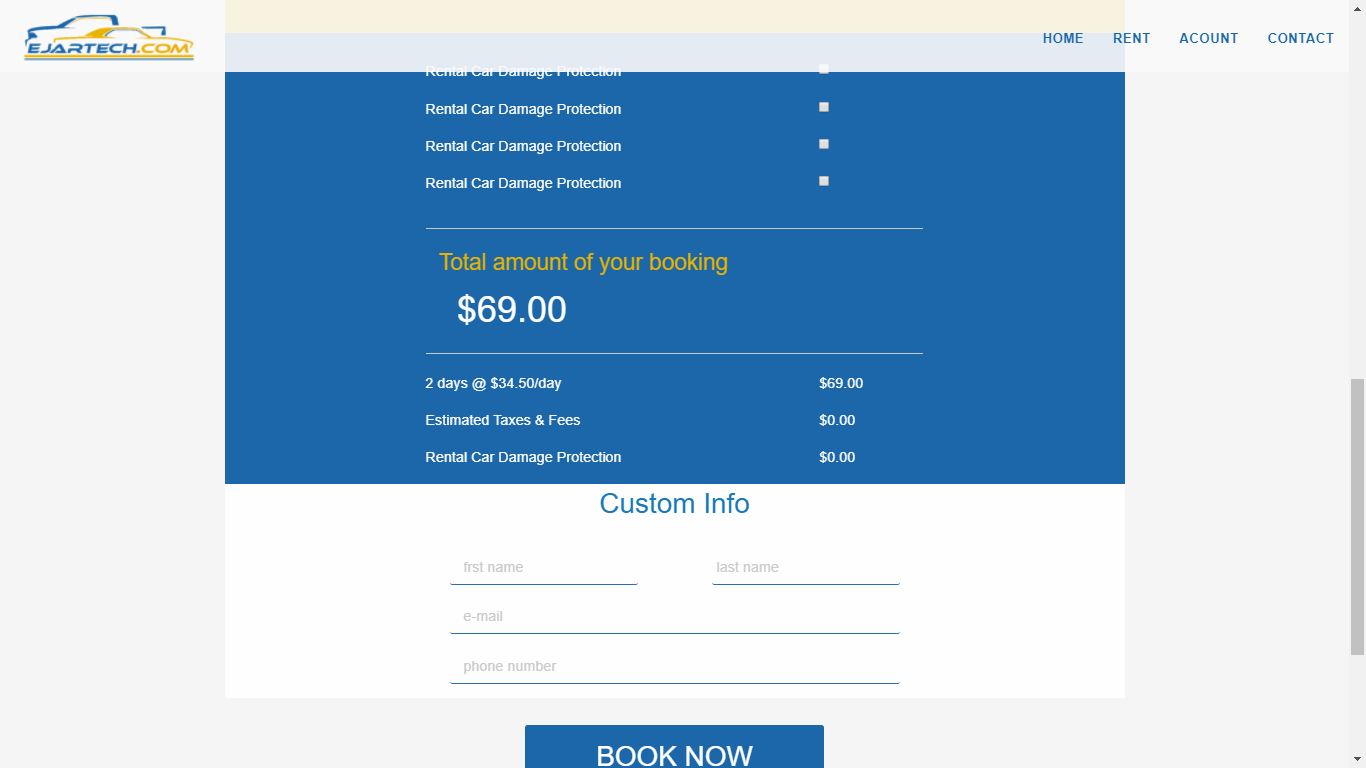 EJARTECH.COM
HOME RENT ACOUNT CONTACT
Rental Car Damage Protection
Rental Car Damage Protection
Rental Car Damage Protection
Rental Car Damage Protection
Total amount of your booking
$69.00
2 days @ $34.50/day $69.00
Estimated Taxes & Fees $0.00
Rental Car Damage Protection $0.00
Custom Info
frst name last name
e-mail
phone number
BOOK NOW